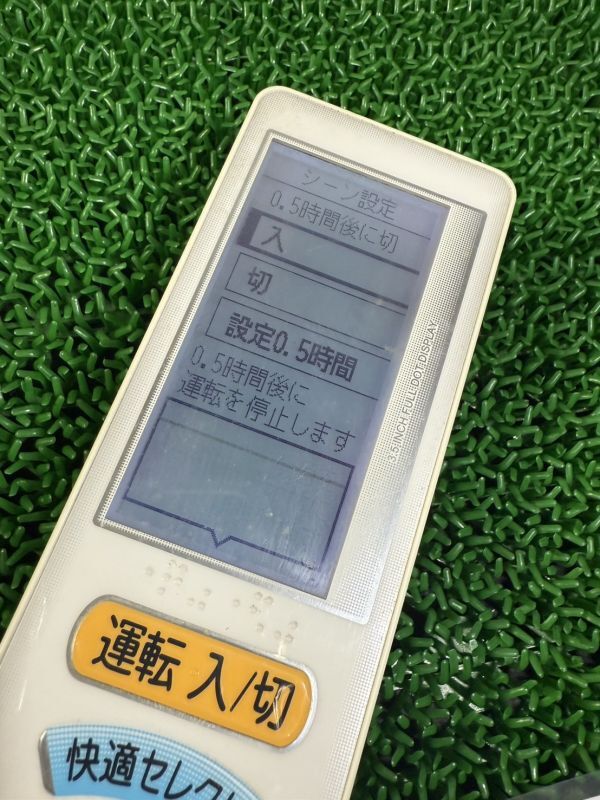 シーン設定
0.5時間後に切
入
切
設定0.5時間
0.5時間後に
運転を停止します
3.5INCH FULL DOT DISPLAY
運転 入/切
快適セレクト